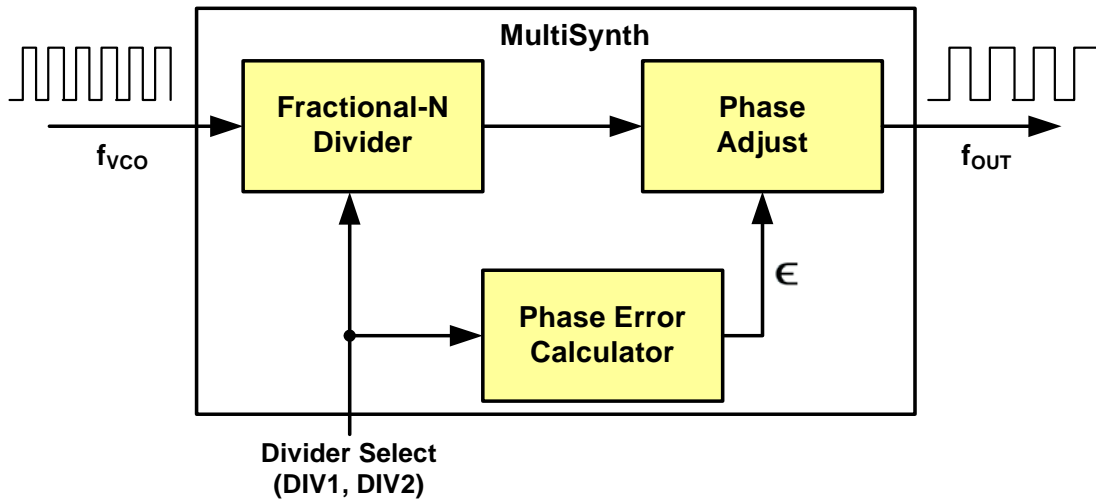 MultiSynth
Fractional-N
Divider
Phase
Adjust
fVCO
fOUT
ϵ
Phase Error
Calculator
Divider Select
(DIV1, DIV2)